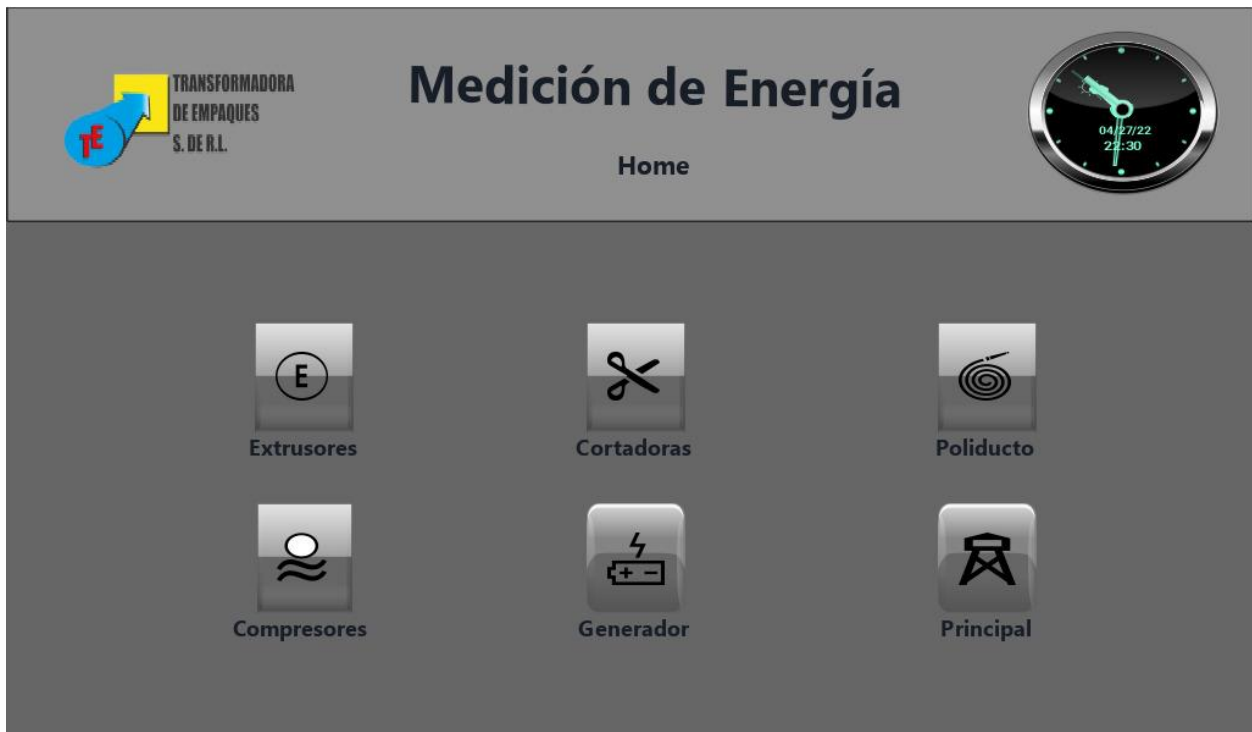 TRANSFORMADORA
DE EMPAQUES
S. DE R.L.
TE
Medición de Energía
Home
04/27/22
22:30
E
Extrusores
Cortadoras
Poliducto
+ −
Compresores
Generador
Principal